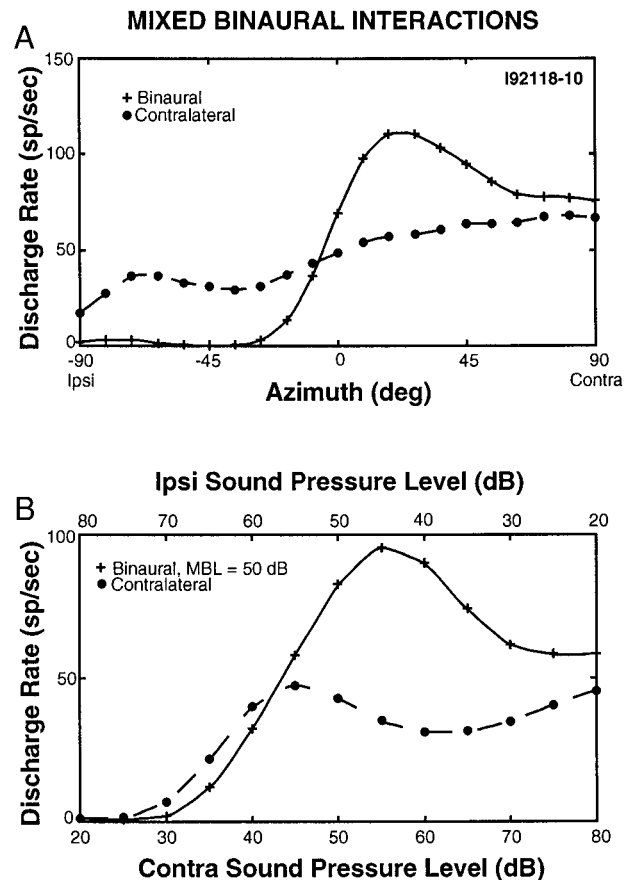 MIXED BINAURAL INTERACTIONS
A
I92118-10
+ Binaural
● Contralateral
Discharge Rate (sp/sec)
150
100
50
0
-90 -45 0 45 90
Ipsi Contra
Azimuth (deg)
B
Ipsi Sound Pressure Level (dB)
80 70 60 50 40 30 20
+ Binaural, MBL = 50 dB
● Contralateral
Discharge Rate (sp/sec)
100
50
0
20 30 40 50 60 70 80
Contra Sound Pressure Level (dB)